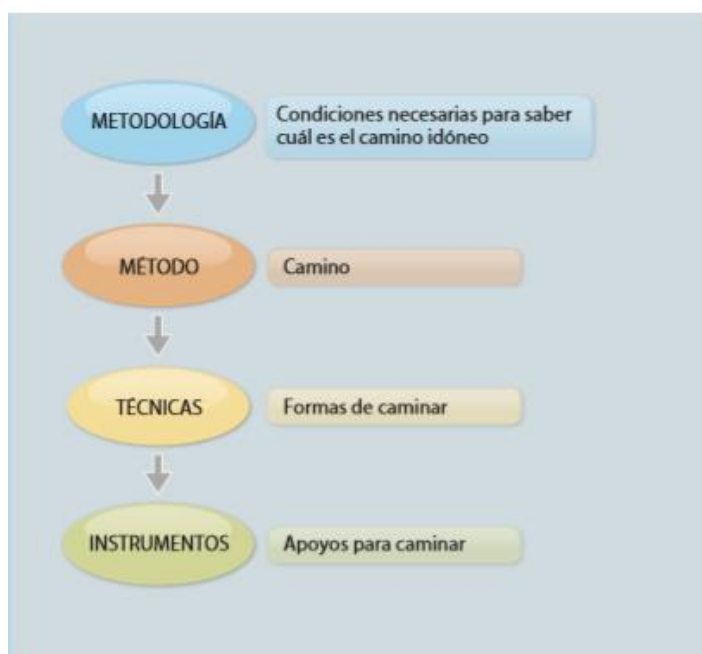 METODOLOGÍA
Condiciones necesarias para saber
cuál es el camino idóneo
MÉTODO
Camino
TÉCNICAS
Formas de caminar
INSTRUMENTOS
Apoyos para caminar